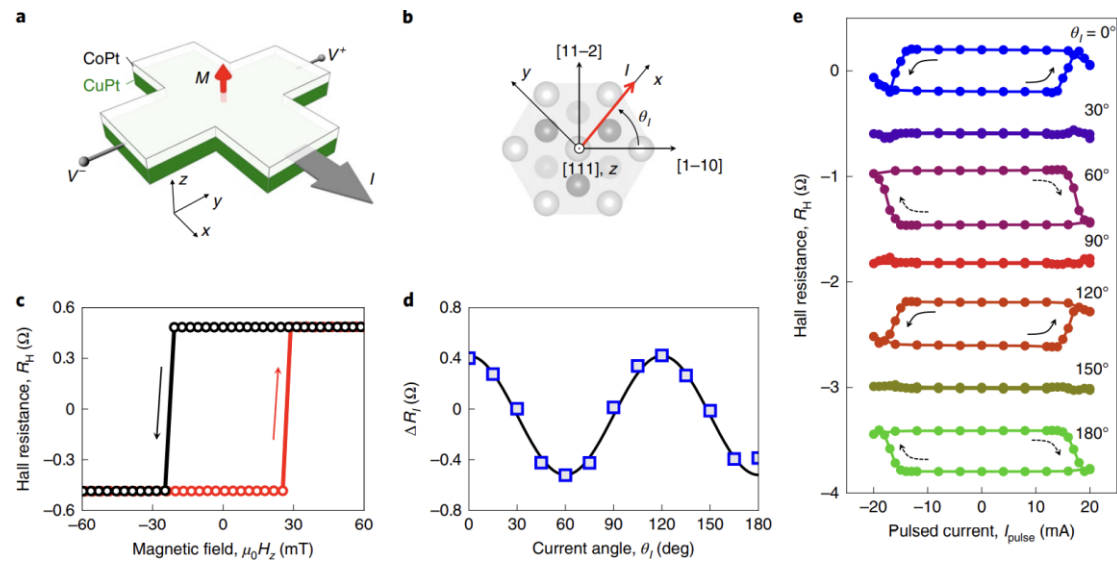 a
CoPt
CuPt
M
V⁺
V⁻
I
z
y
x
b
[11–2]
I
x
y
θI
[111], z
[1–10]
c
Hall resistance, RH (Ω)
0.6
0.3
0
−0.3
−0.6
−60
−30
0
30
60
Magnetic field, μ0Hz (mT)
d
ΔRI (Ω)
0.8
0.4
0
−0.4
−0.8
0
30
60
90
120
150
180
Current angle, θI (deg)
e
Hall resistance, RH (Ω)
0
−1
−2
−3
−4
θI = 0°
30°
60°
90°
120°
150°
180°
−20
−10
0
10
20
Pulsed current, Ipulse (mA)